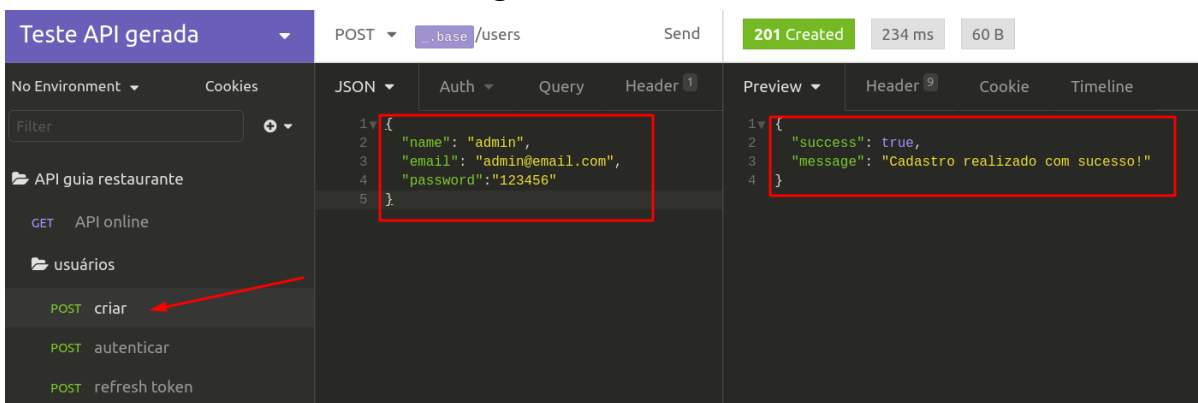 Teste API gerada
POST _.base /users Send
201 Created 234 ms 60 B
No Environment Cookies
JSON Auth Query Header 1
Preview Header 9 Cookie Timeline
Filter
API guia restaurante
GET API online
usuários
POST criar
POST autenticar
POST refresh token
1 {
2 "name": "admin",
3 "email": "admin@email.com",
4 "password":"123456"
5 }
1 {
2 "success": true,
3 "message": "Cadastro realizado com sucesso!"
4 }